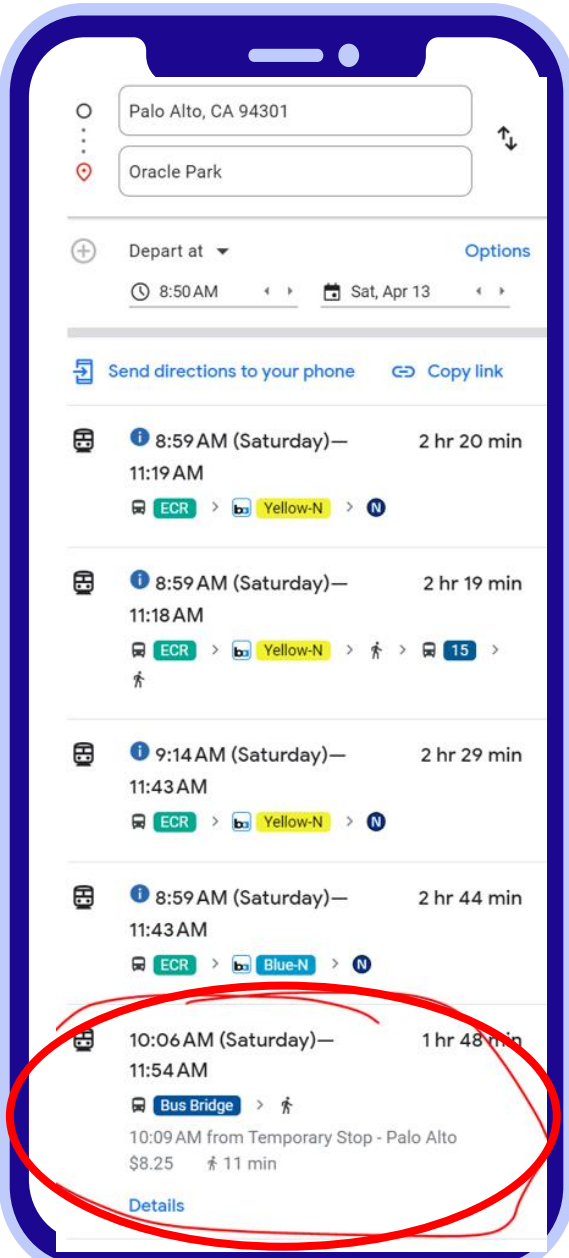 Palo Alto, CA 94301
Oracle Park
Depart at Options
8:50 AM Sat, Apr 13
Send directions to your phone Copy link
8:59 AM (Saturday)— 2 hr 20 min
11:19 AM
ECR > ba Yellow-N > N
8:59 AM (Saturday)— 2 hr 19 min
11:18 AM
ECR > ba Yellow-N > > 15 >
9:14 AM (Saturday)— 2 hr 29 min
11:43 AM
ECR > ba Yellow-N > N
8:59 AM (Saturday)— 2 hr 44 min
11:43 AM
ECR > ba Blue-N > N
10:06 AM (Saturday)— 1 hr 48 min
11:54 AM
Bus Bridge >
10:09 AM from Temporary Stop - Palo Alto
$8.25 11 min
Details